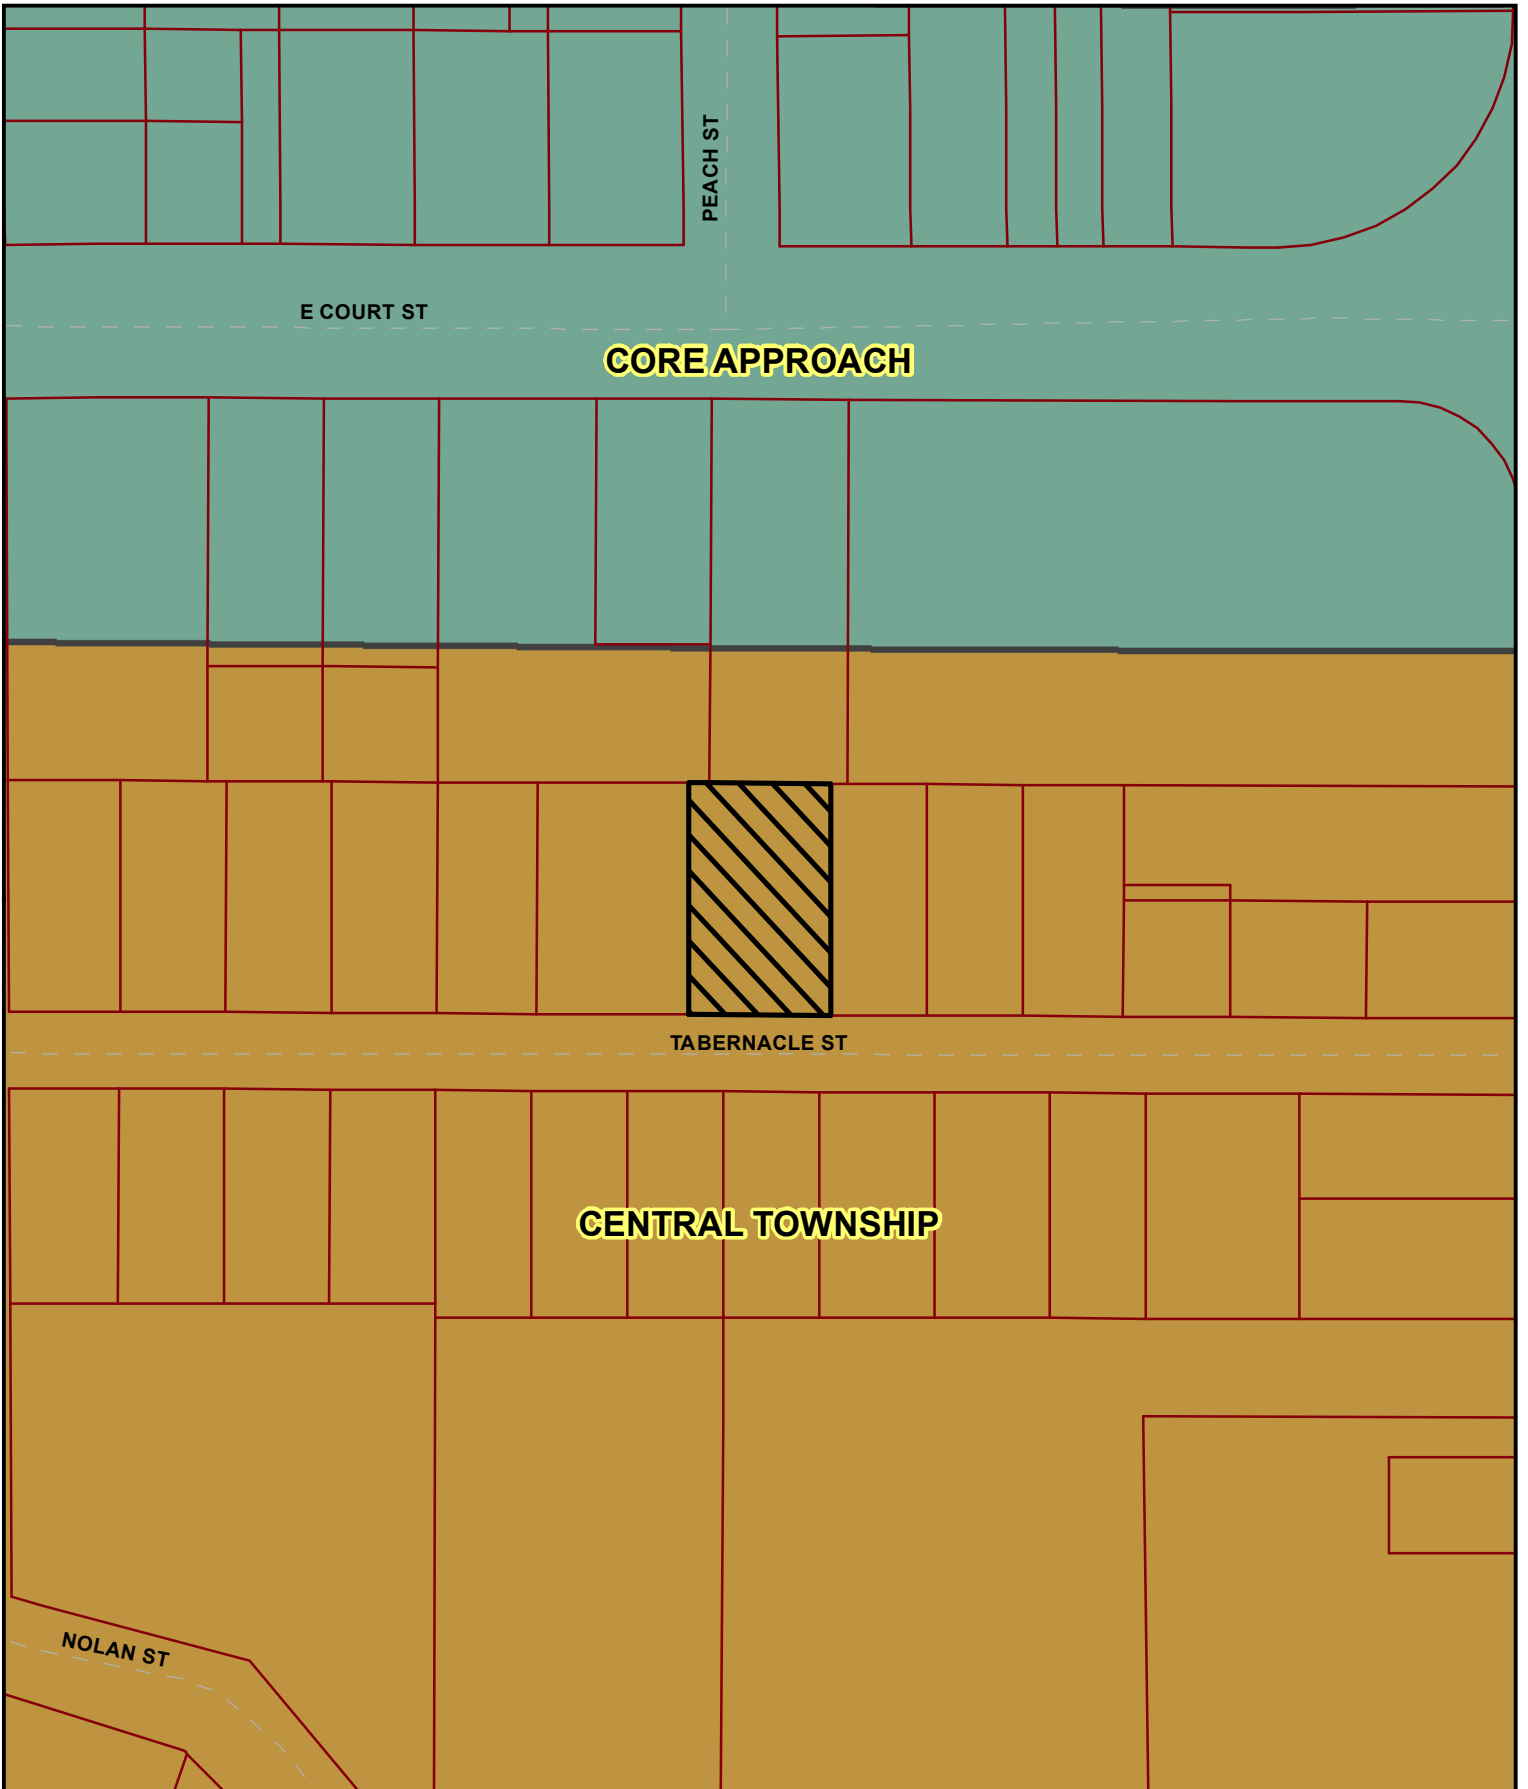 PEACH ST
E COURT ST
CORE APPROACH
TABERNACLE ST
CENTRAL TOWNSHIP
NOLAN ST